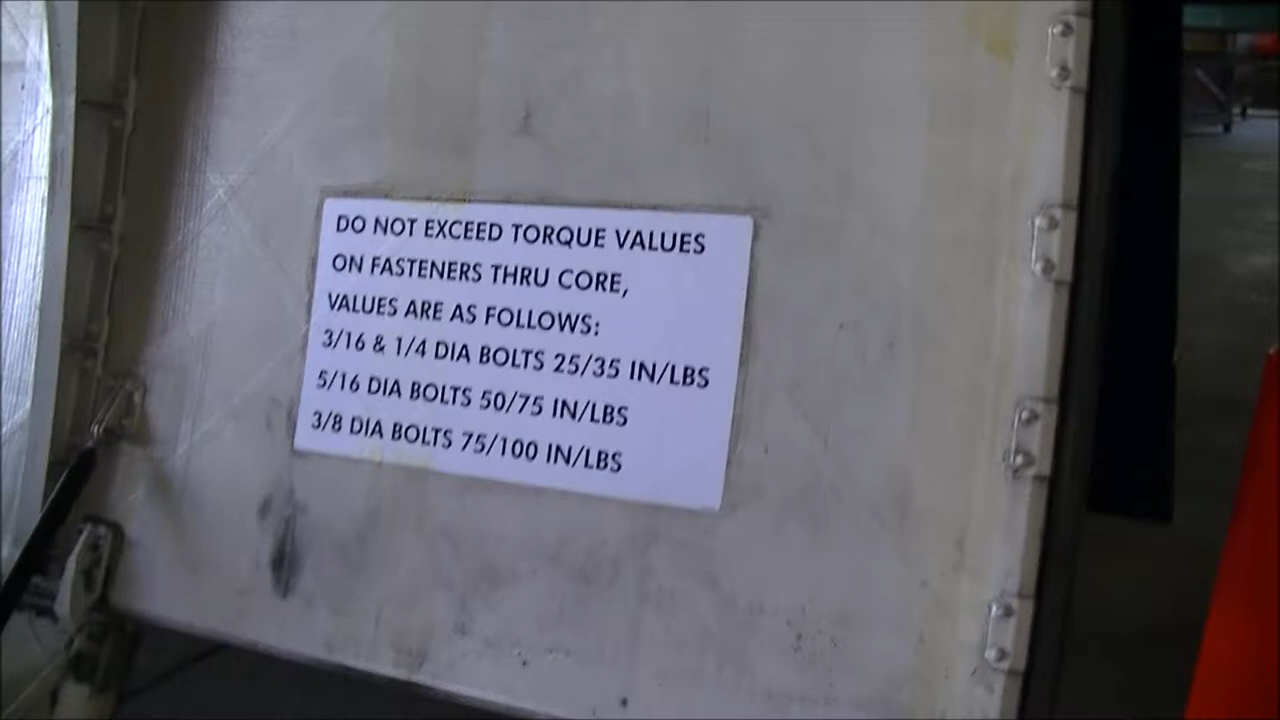 DO NOT EXCEED TORQUE VALUES
ON FASTENERS THRU CORE,
VALUES ARE AS FOLLOWS:
3/16 & 1/4 DIA BOLTS 25/35 IN/LBS
5/16 DIA BOLTS 50/75 IN/LBS
3/8 DIA BOLTS 75/100 IN/LBS